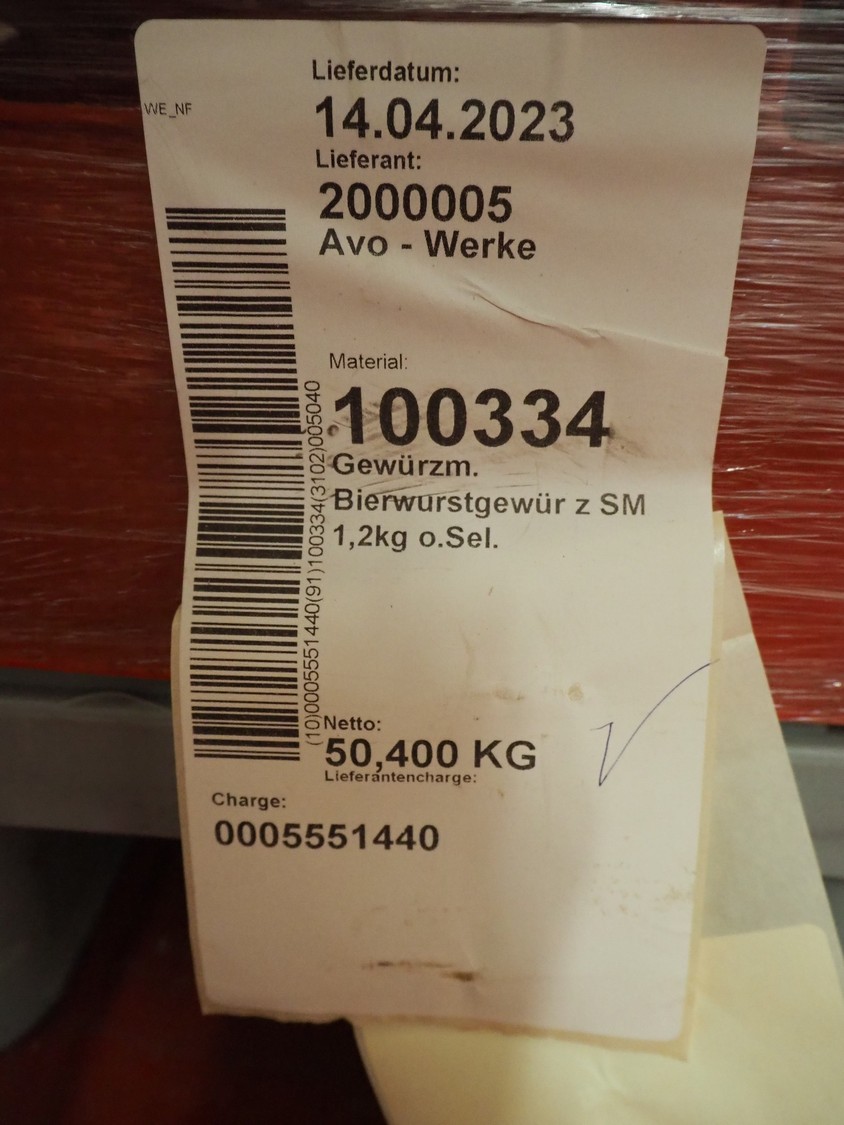 WE_NF
Lieferdatum:
14.04.2023
Lieferant:
2000005
Avo - Werke
Material:
100334
Gewürzm.
Bierwurstgewür z SM
1,2kg o.Sel.
(10)0005551440(91)100334(3102)005040
Netto:
50,400 KG
Lieferantencharge:
Charge:
0005551440